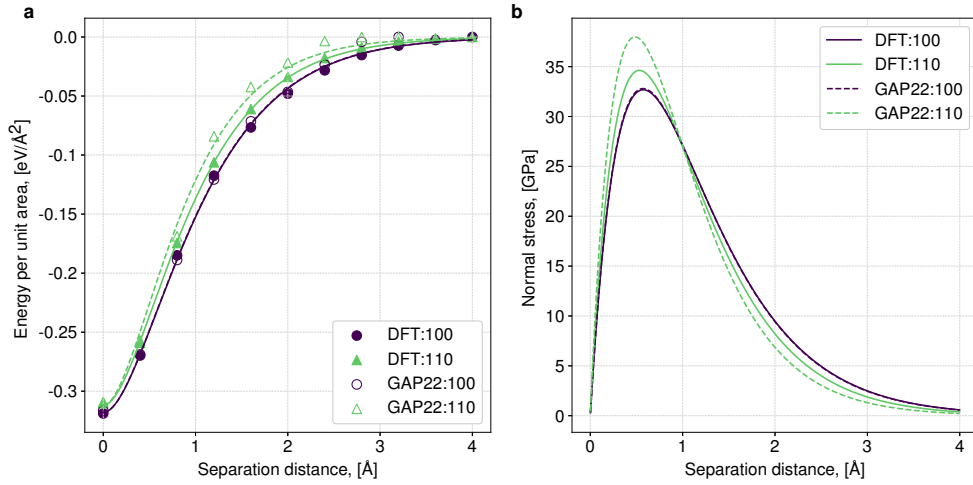 a
0.0
-0.05
-0.1
-0.15
-0.2
-0.25
-0.3
Energy per unit area, [eV/Å²]
0
1
2
3
4
Separation distance, [Å]
DFT:100
DFT:110
GAP22:100
GAP22:110
b
35
30
25
20
15
10
5
0
Normal stress, [GPa]
0
1
2
3
4
Separation distance, [Å]
DFT:100
DFT:110
GAP22:100
GAP22:110